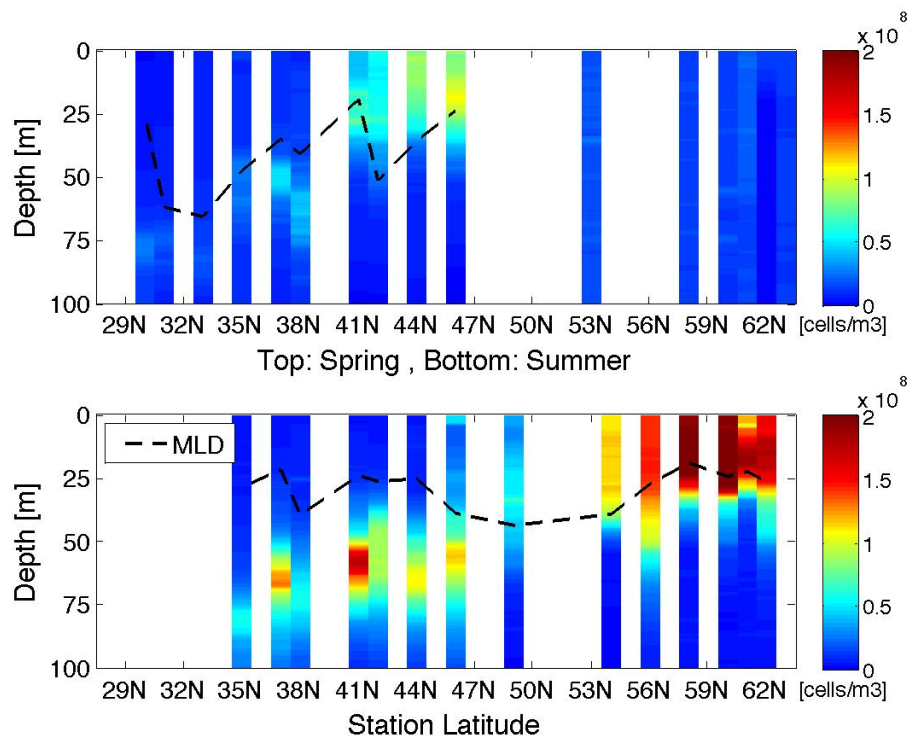 x 10 8
0
25
50
75
100
Depth [m]
29N 32N 35N 38N 41N 44N 47N 50N 53N 56N 59N 62N
2
1.5
1
0.5
0
[cells/m3]
Top: Spring , Bottom: Summer
x 10 8
0
25
50
75
100
Depth [m]
MLD
29N 32N 35N 38N 41N 44N 47N 50N 53N 56N 59N 62N
2
1.5
1
0.5
0
[cells/m3]
Station Latitude